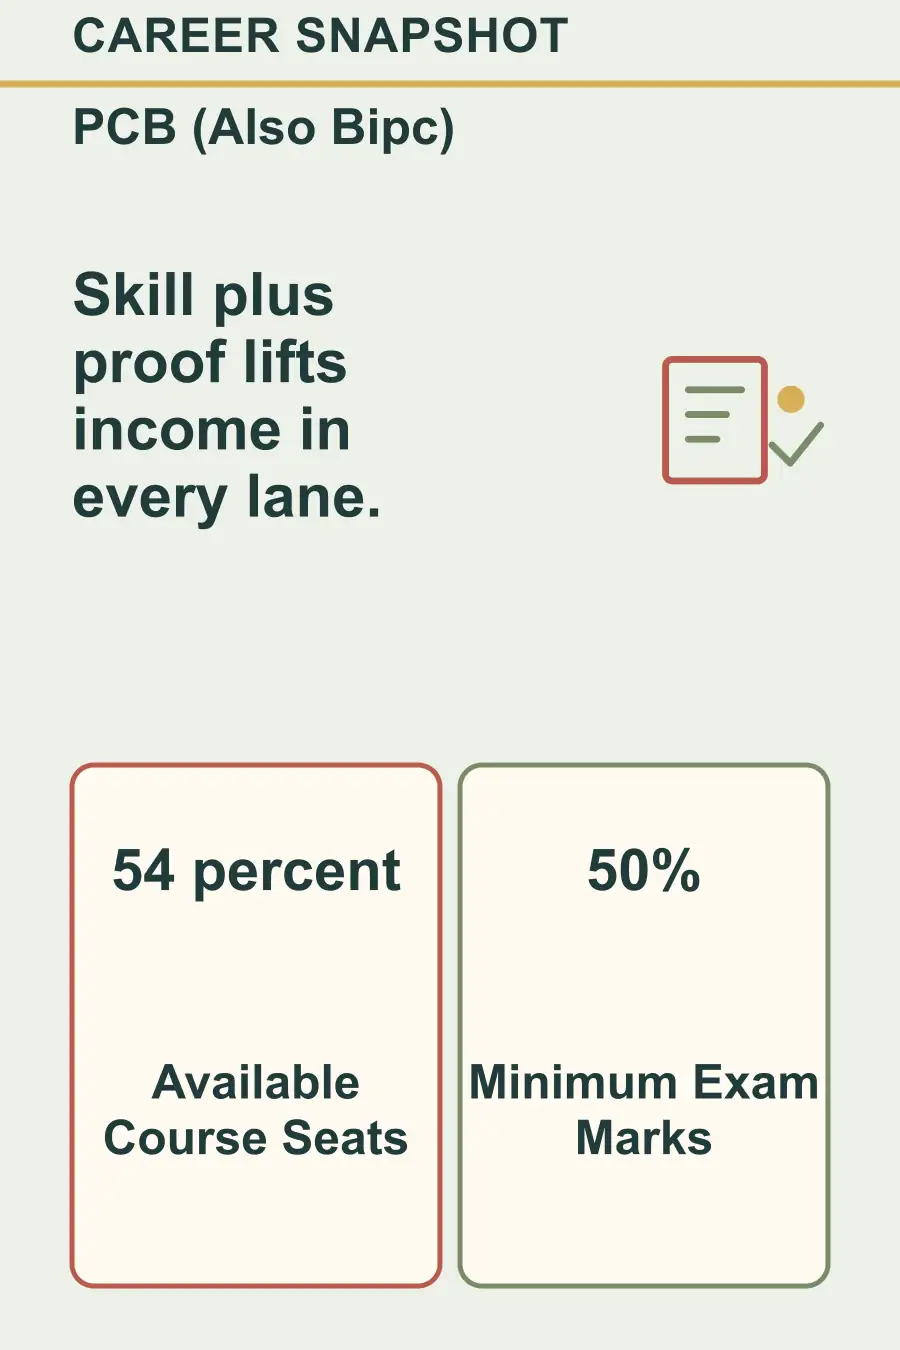 CAREER SNAPSHOT
PCB (Also Bipc)
Skill plus
proof lifts
income in
every lane.
54 percent
Available
Course Seats
50%
Minimum Exam
Marks